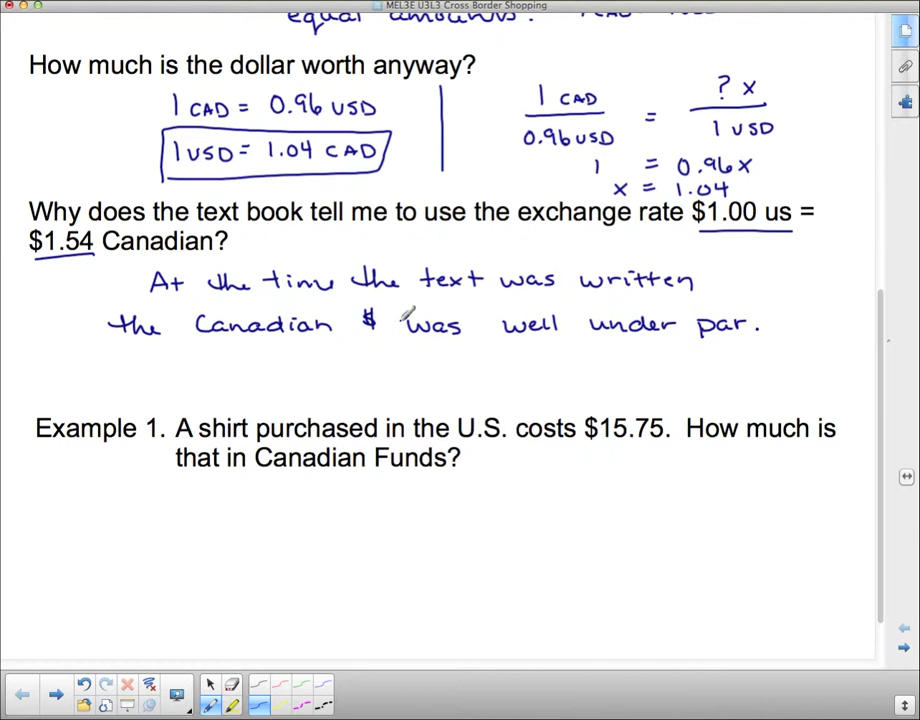 MEL3E U3L3 Cross Border Shopping
equal amounts.
How much is the dollar worth anyway?
1 CAD = 0.96 USD
1 USD = 1.04 CAD
1 CAD / 0.96 USD = ? x / 1 USD
1 = 0.96x
x = 1.04
Why does the text book tell me to use the exchange rate $1.00 us =
$1.54 Canadian?
At the time the text was written
the Canadian $ was well under par.
Example 1. A shirt purchased in the U.S. costs $15.75. How much is
that in Canadian Funds?